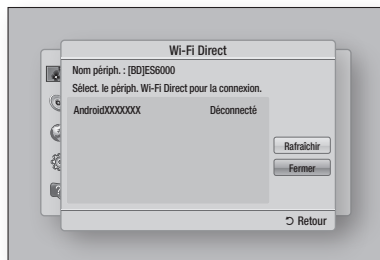 Wi-Fi Direct
Nom périph. : [BD]ES6000
Sélect. le périph. Wi-Fi Direct pour la connexion.
AndroidXXXXXXX Déconnecté
Rafraîchir
Fermer
Retour